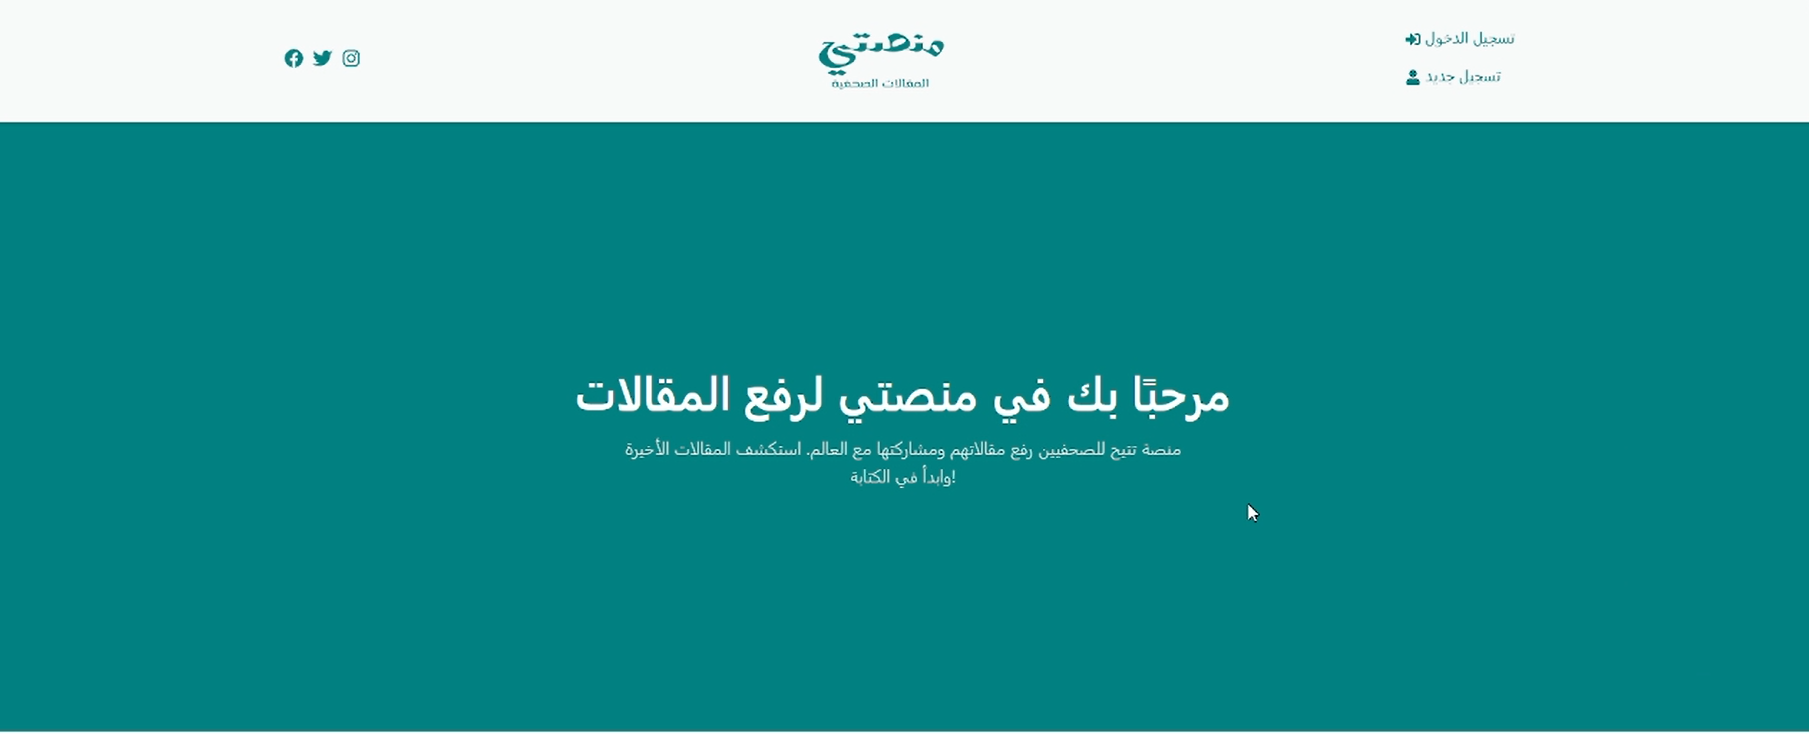 تسجيل الدخول
تسجيل جديد
منصتي
المقالات الصحفية
مرحبًا بك في منصتي لرفع المقالات
منصة تتيح للصحفيين رفع مقالاتهم ومشاركتها مع العالم. استكشف المقالات الأخيرة
وابدأ في الكتابة!